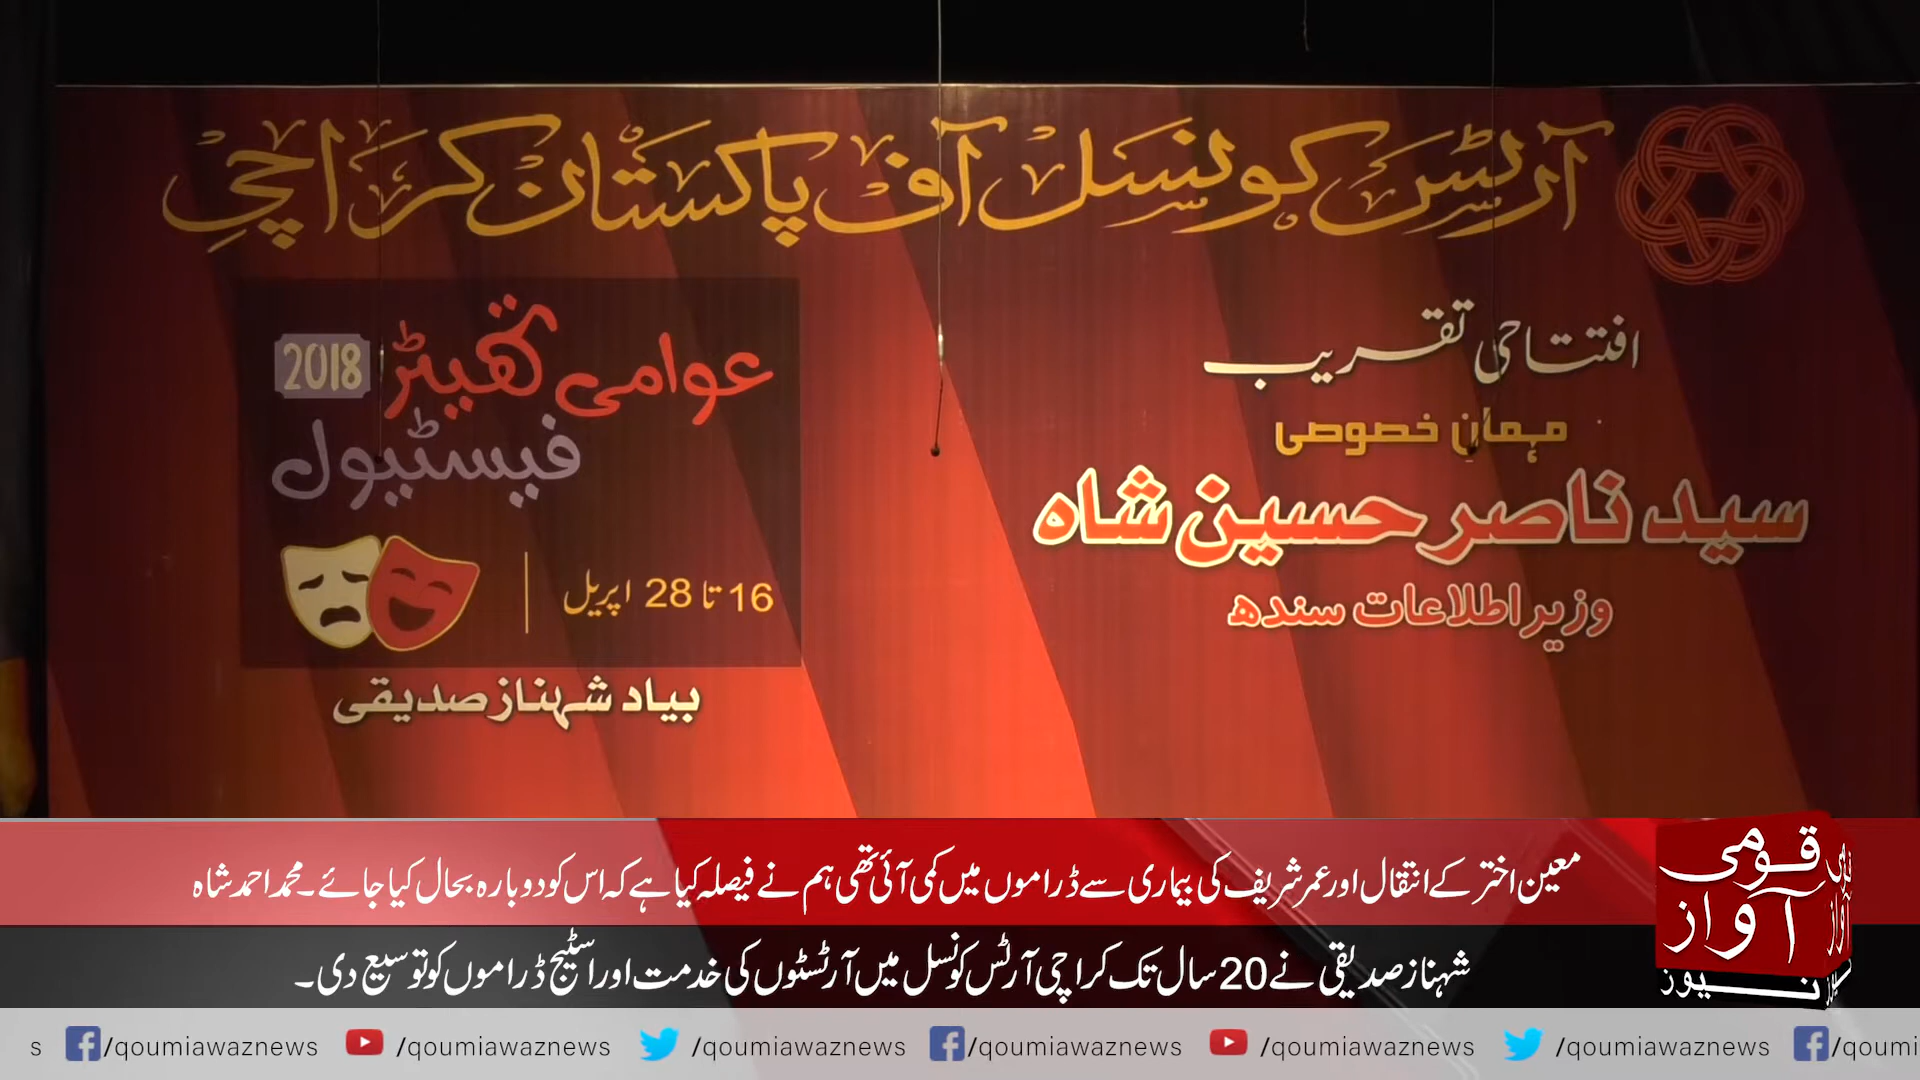 آرٹس کونسل آف پاکستان کراچی
افتتاحی تقریب
مہمانِ خصوصی
سید ناصر حسین شاہ
وزیر اطلاعات سندھ
عوامی تھیٹر 2018
فیسٹیول
16 تا 28 اپریل
بیاد شہناز صدیقی
معین اختر کے انتقال اور عمر شریف کی بیماری سے ڈراموں میں کمی آئی تھی ہم نے فیصلہ کیا ہے کہ اس کو دوبارہ بحال کیا جائے۔ محمد احمد شاہ
شہناز صدیقی نے 20 سال تک کراچی آرٹس کونسل میں آرٹسٹوں کی خدمت اور اسٹیج ڈراموں کو توسیع دی۔
قومی
آواز
نیوز
s /qoumiawaznews /qoumiawaznews /qoumiawaznews /qoumiawaznews /qoumiawaznews /qoumiawaznews /qoumi